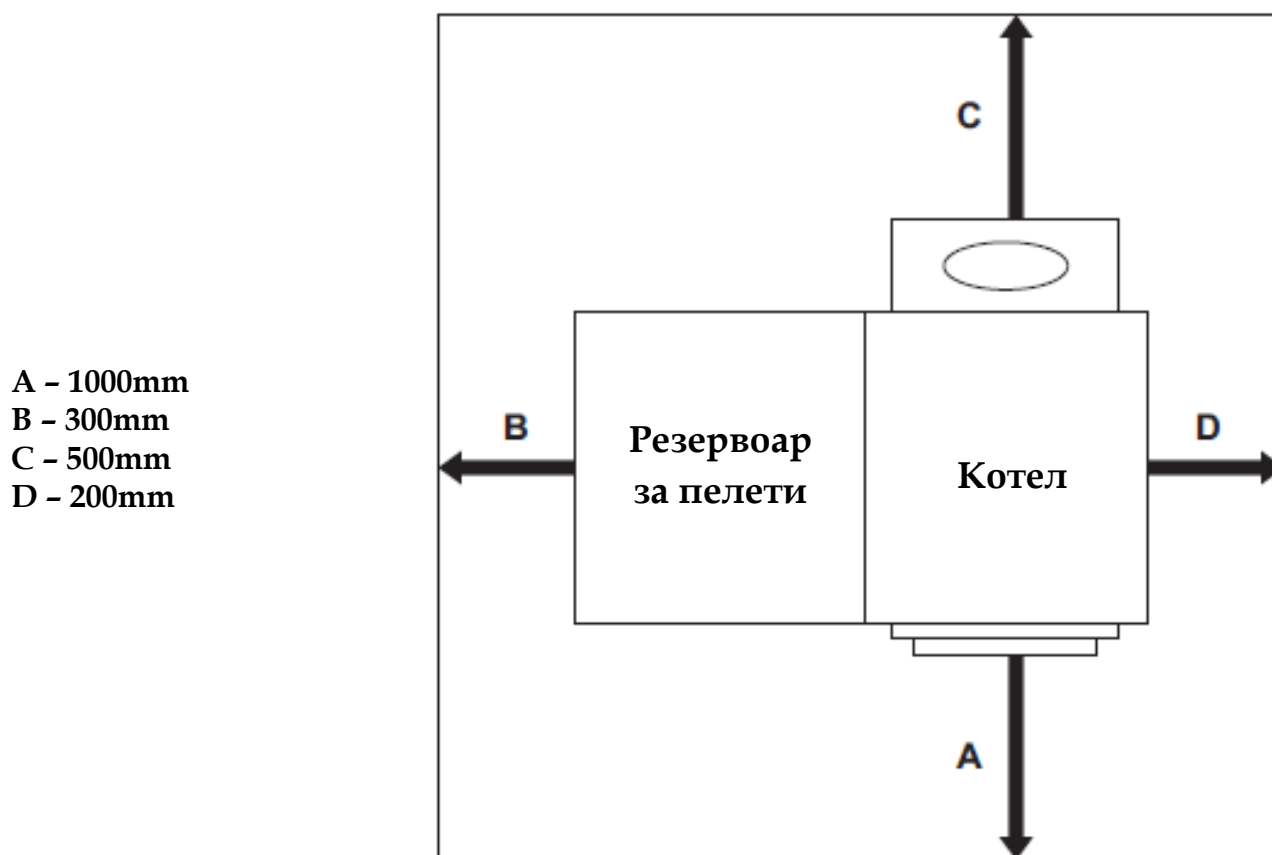 A – 1000mm
B – 300mm
C – 500mm
D – 200mm
C
B
Резервоар
за пелети
Котел
D
A